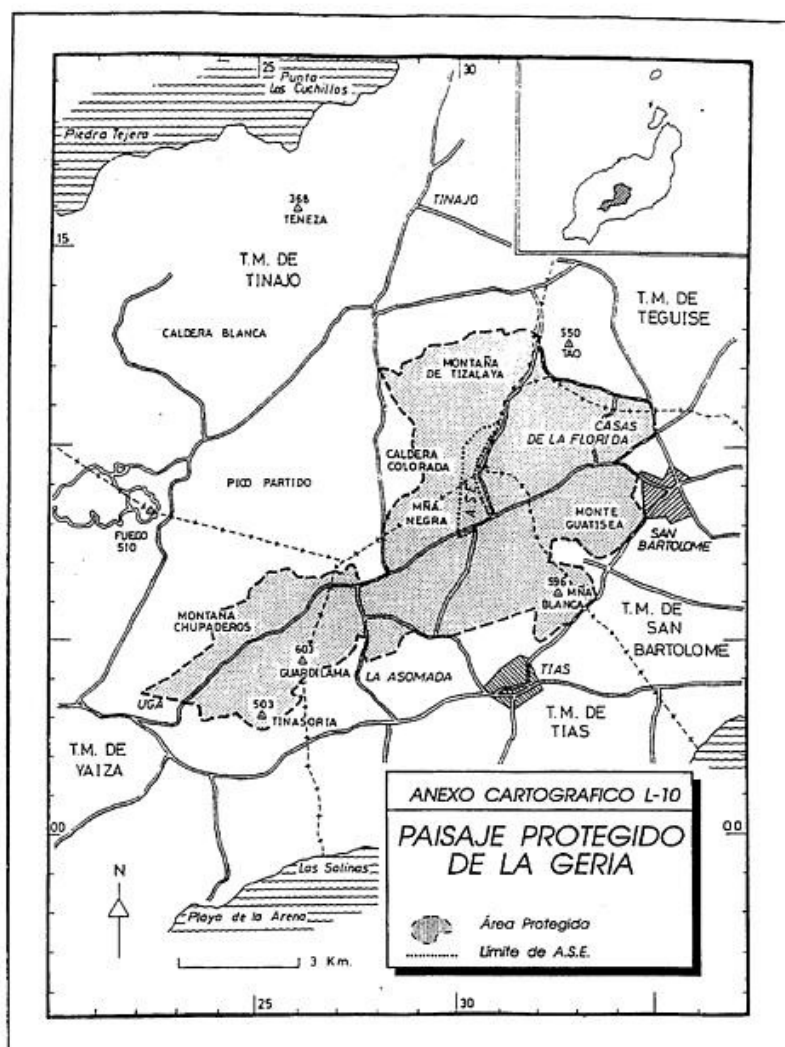 25
30
Punta
Los Cuchillos
Piedra Tejera
368
TENEZA
TINAJO
15
T.M. DE
TINAJO
T.M. DE
TEGUISE
550
TAO
CALDERA BLANCA
MONTAÑA
DE TIZALAYA
CASAS
DE LA FLORIDA
CALDERA
COLORADA
PICO PARTIDO
A.S.E.
MÑA.
NEGRA
MONTE
GUATISEA
FUEGO
510
SAN
BARTOLOME
596
MÑA
BLANCA
MONTAÑA
CHUPADEROS
T.M. DE
SAN
BARTOLOME
603
GUARDILAMA
LA ASOMADA
TIAS
UGA
503
TINASORIA
T.M. DE
TIAS
T.M. DE
YAIZA
ANEXO CARTOGRAFICO L-10
PAISAJE PROTEGIDO
DE LA GERIA
00
00
N
Las Salinas
Playa de la Arena
Área Protegida
Límite de A.S.E.
3 Km.
25
30